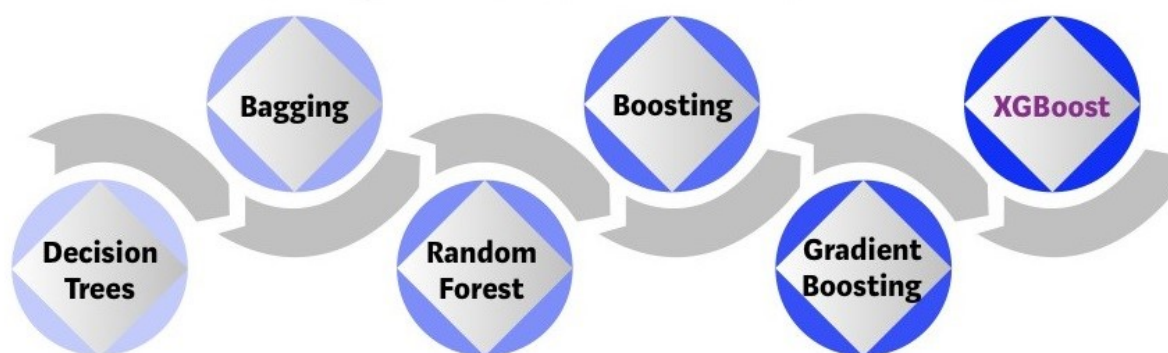 Decision
Trees
Bagging
Random
Forest
Boosting
Gradient
Boosting
XGBoost